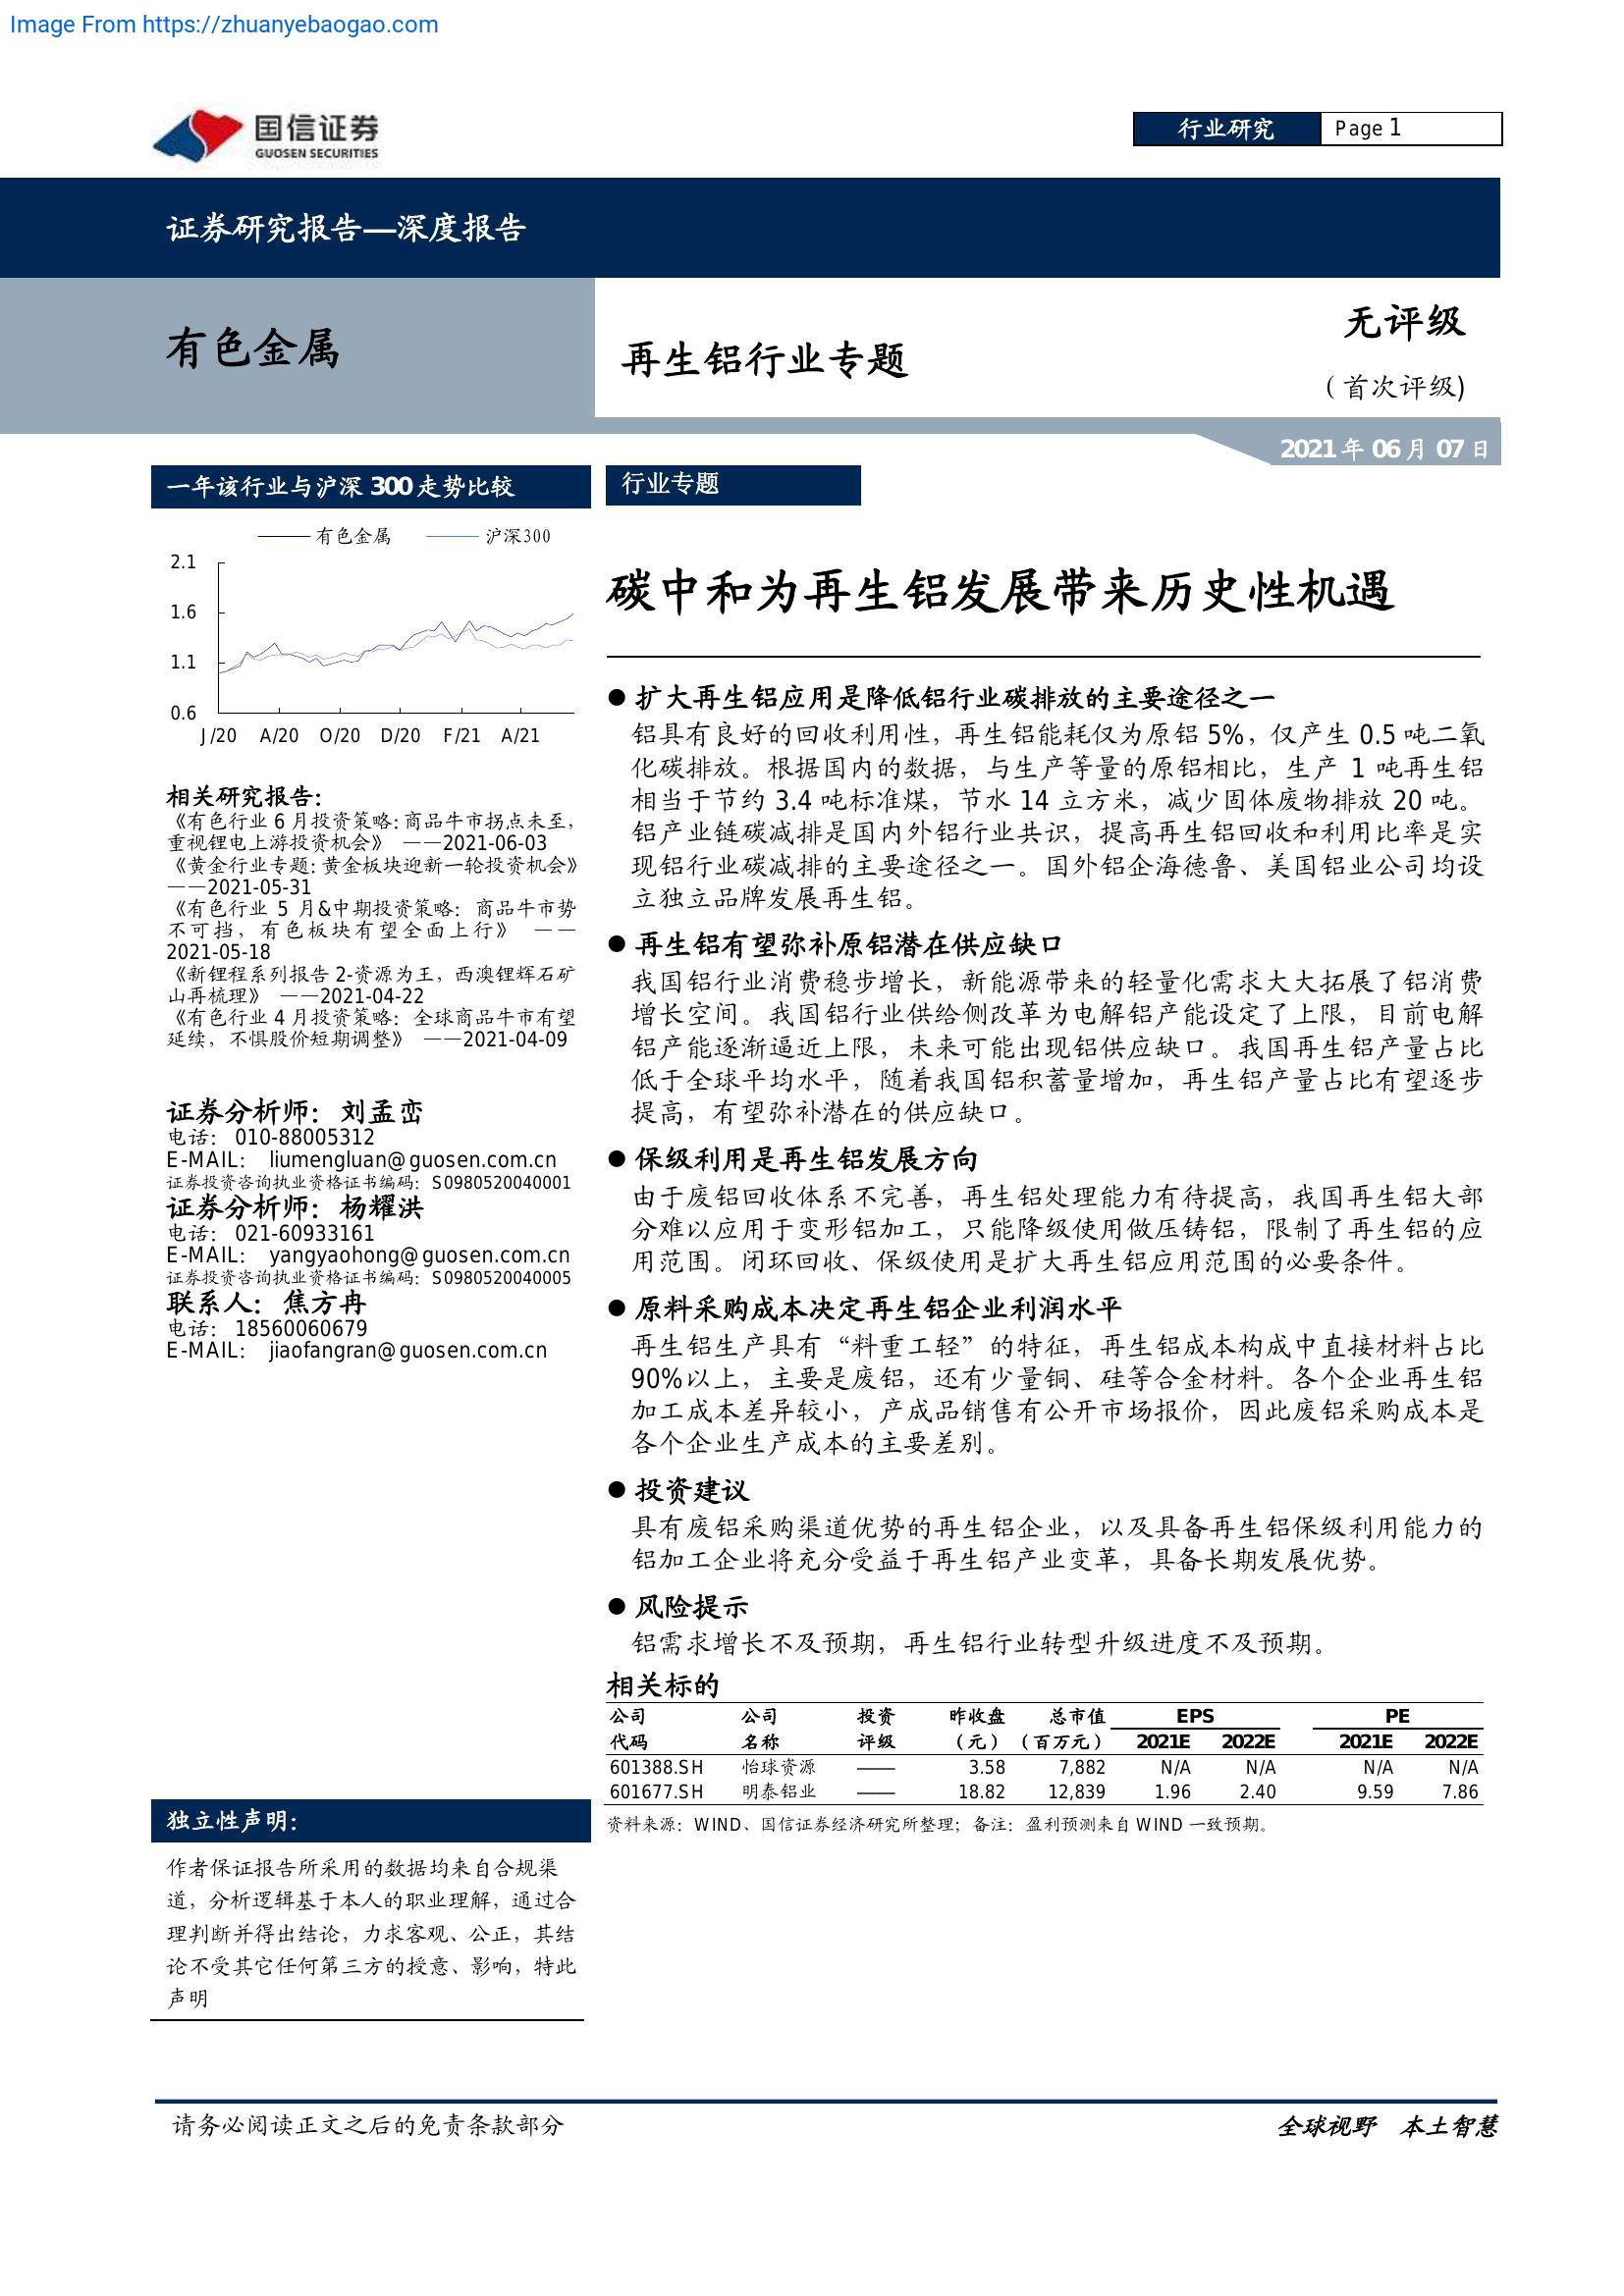 Image From https://zhuanyebaogao.com
国信证券
GUOSEN SECURITIES
行业研究 Page 1
证券研究报告—深度报告
有色金属
再生铝行业专题
无评级
（首次评级)
2021 年 06 月 07 日
一年该行业与沪深 300 走势比较
有色金属 沪深300
2.1
1.6
1.1
0.6
J/20 A/20 O/20 D/20 F/21 A/21
相关研究报告：
《有色行业 6 月投资策略：商品牛市拐点未至，
重视锂电上游投资机会》 ——2021-06-03
《黄金行业专题：黄金板块迎新一轮投资机会》
——2021-05-31
《有色行业 5 月&中期投资策略：商品牛市势
不可挡，有色板块有望全面上行》 ——
2021-05-18
《新锂程系列报告 2-资源为王，西澳锂辉石矿
山再梳理》 ——2021-04-22
《有色行业 4 月投资策略：全球商品牛市有望
延续，不惧股价短期调整》 ——2021-04-09
证券分析师：刘孟峦
电话： 010-88005312
E-MAIL： liumengluan@guosen.com.cn
证券投资咨询执业资格证书编码：S0980520040001
证券分析师：杨耀洪
电话： 021-60933161
E-MAIL： yangyaohong@guosen.com.cn
证券投资咨询执业资格证书编码：S0980520040005
联系人：焦方冉
电话： 18560060679
E-MAIL： jiaofangran@guosen.com.cn
独立性声明：
作者保证报告所采用的数据均来自合规渠
道，分析逻辑基于本人的职业理解，通过合
理判断并得出结论，力求客观、公正，其结
论不受其它任何第三方的授意、影响，特此
声明
行业专题
碳中和为再生铝发展带来历史性机遇
● 扩大再生铝应用是降低铝行业碳排放的主要途径之一
铝具有良好的回收利用性，再生铝能耗仅为原铝 5%，仅产生 0.5 吨二氧
化碳排放。根据国内的数据，与生产等量的原铝相比，生产 1 吨再生铝
相当于节约 3.4 吨标准煤，节水 14 立方米，减少固体废物排放 20 吨。
铝产业链碳减排是国内外铝行业共识，提高再生铝回收和利用比率是实
现铝行业碳减排的主要途径之一。国外铝企海德鲁、美国铝业公司均设
立独立品牌发展再生铝。
● 再生铝有望弥补原铝潜在供应缺口
我国铝行业消费稳步增长，新能源带来的轻量化需求大大拓展了铝消费
增长空间。我国铝行业供给侧改革为电解铝产能设定了上限，目前电解
铝产能逐渐逼近上限，未来可能出现铝供应缺口。我国再生铝产量占比
低于全球平均水平，随着我国铝积蓄量增加，再生铝产量占比有望逐步
提高，有望弥补潜在的供应缺口。
● 保级利用是再生铝发展方向
由于废铝回收体系不完善，再生铝处理能力有待提高，我国再生铝大部
分难以应用于变形铝加工，只能降级使用做压铸铝，限制了再生铝的应
用范围。闭环回收、保级使用是扩大再生铝应用范围的必要条件。
● 原料采购成本决定再生铝企业利润水平
再生铝生产具有“料重工轻”的特征，再生铝成本构成中直接材料占比
90%以上，主要是废铝，还有少量铜、硅等合金材料。各个企业再生铝
加工成本差异较小，产成品销售有公开市场报价，因此废铝采购成本是
各个企业生产成本的主要差别。
● 投资建议
具有废铝采购渠道优势的再生铝企业，以及具备再生铝保级利用能力的
铝加工企业将充分受益于再生铝产业变革，具备长期发展优势。
● 风险提示
铝需求增长不及预期，再生铝行业转型升级进度不及预期。
相关标的
公司 公司 投资 昨收盘 总市值 EPS PE
代码 名称 评级 （元） （百万元） 2021E 2022E 2021E 2022E
601388.SH 怡球资源 —— 3.58 7,882 N/A N/A N/A N/A
601677.SH 明泰铝业 —— 18.82 12,839 1.96 2.40 9.59 7.86
资料来源：WIND、国信证券经济研究所整理；备注：盈利预测来自 WIND 一致预期。
请务必阅读正文之后的免责条款部分
全球视野 本土智慧